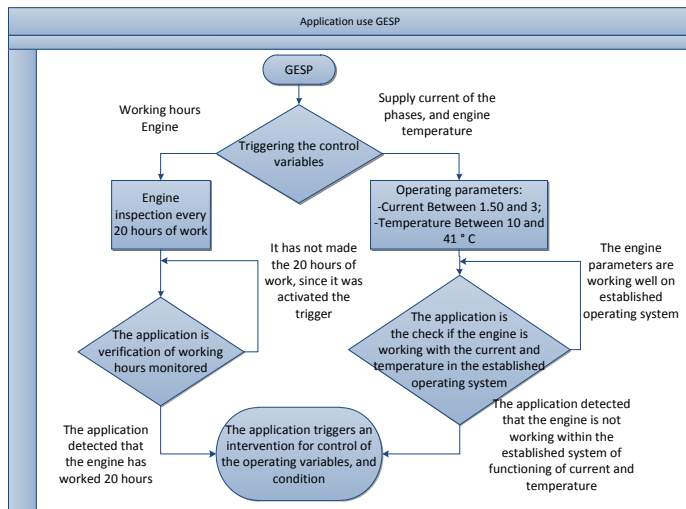 Application use GESP
GESP
Working hours
Engine
Supply current of the
phases, and engine
temperature
Triggering the control
variables
Engine
inspection every
20 hours of work
Operating parameters:
-Current Between 1.50 and 3;
-Temperature Between 10 and
41 ° C
It has not made
the 20 hours of
work, since it was
activated the
trigger
The engine
parameters are
working well on
established
operating system
The application is
verification of working
hours monitored
The application is
the check if the engine is
working with the current and
temperature in the established
operating system
The application
detected that
the engine has
worked 20 hours
The application triggers an
intervention for control of
the operating variables, and
condition
The application detected
that the engine is not
working within the
established system of
functioning of current and
temperature